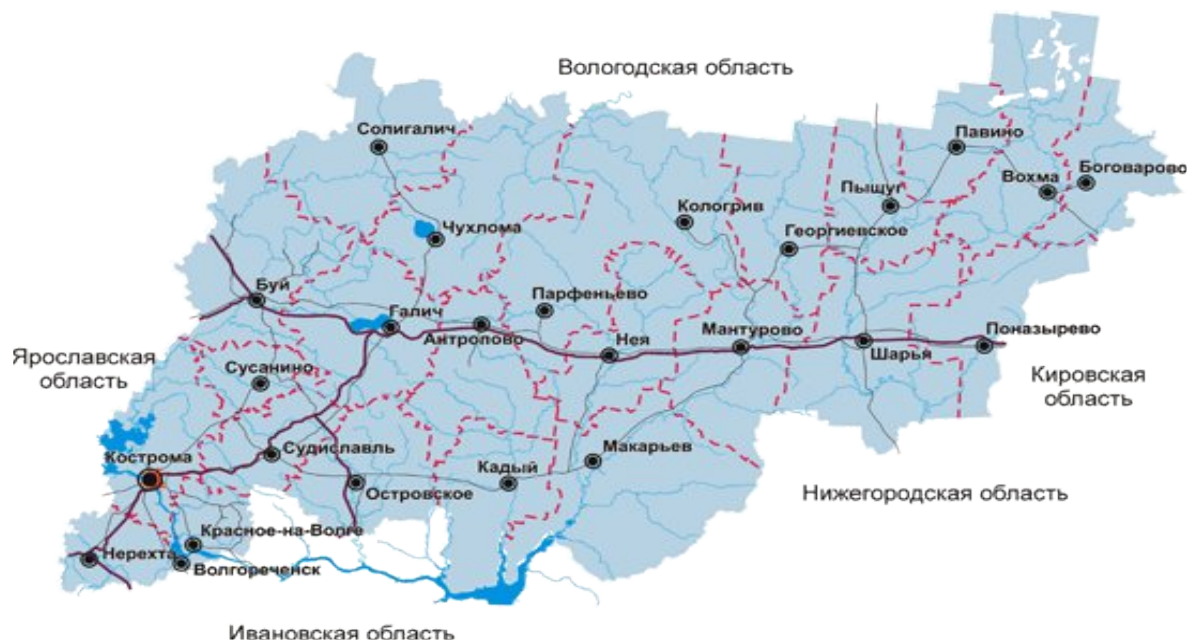 Вологодская область
Солигалич
Павино
Боговарово
Вохма
Пыщуг
Кологрив
Чухлома
Георгиевское
Буй
Парфеньево
Галич
Антропово
Нея
Мантурово
Поназырево
Шарья
Ярославская
область
Сусанино
Кировская
область
Судиславль
Макарьев
Кострома
Кадый
Островское
Нижегородская область
Красное-на-Волге
Нерехта
Волгореченск
Ивановская область